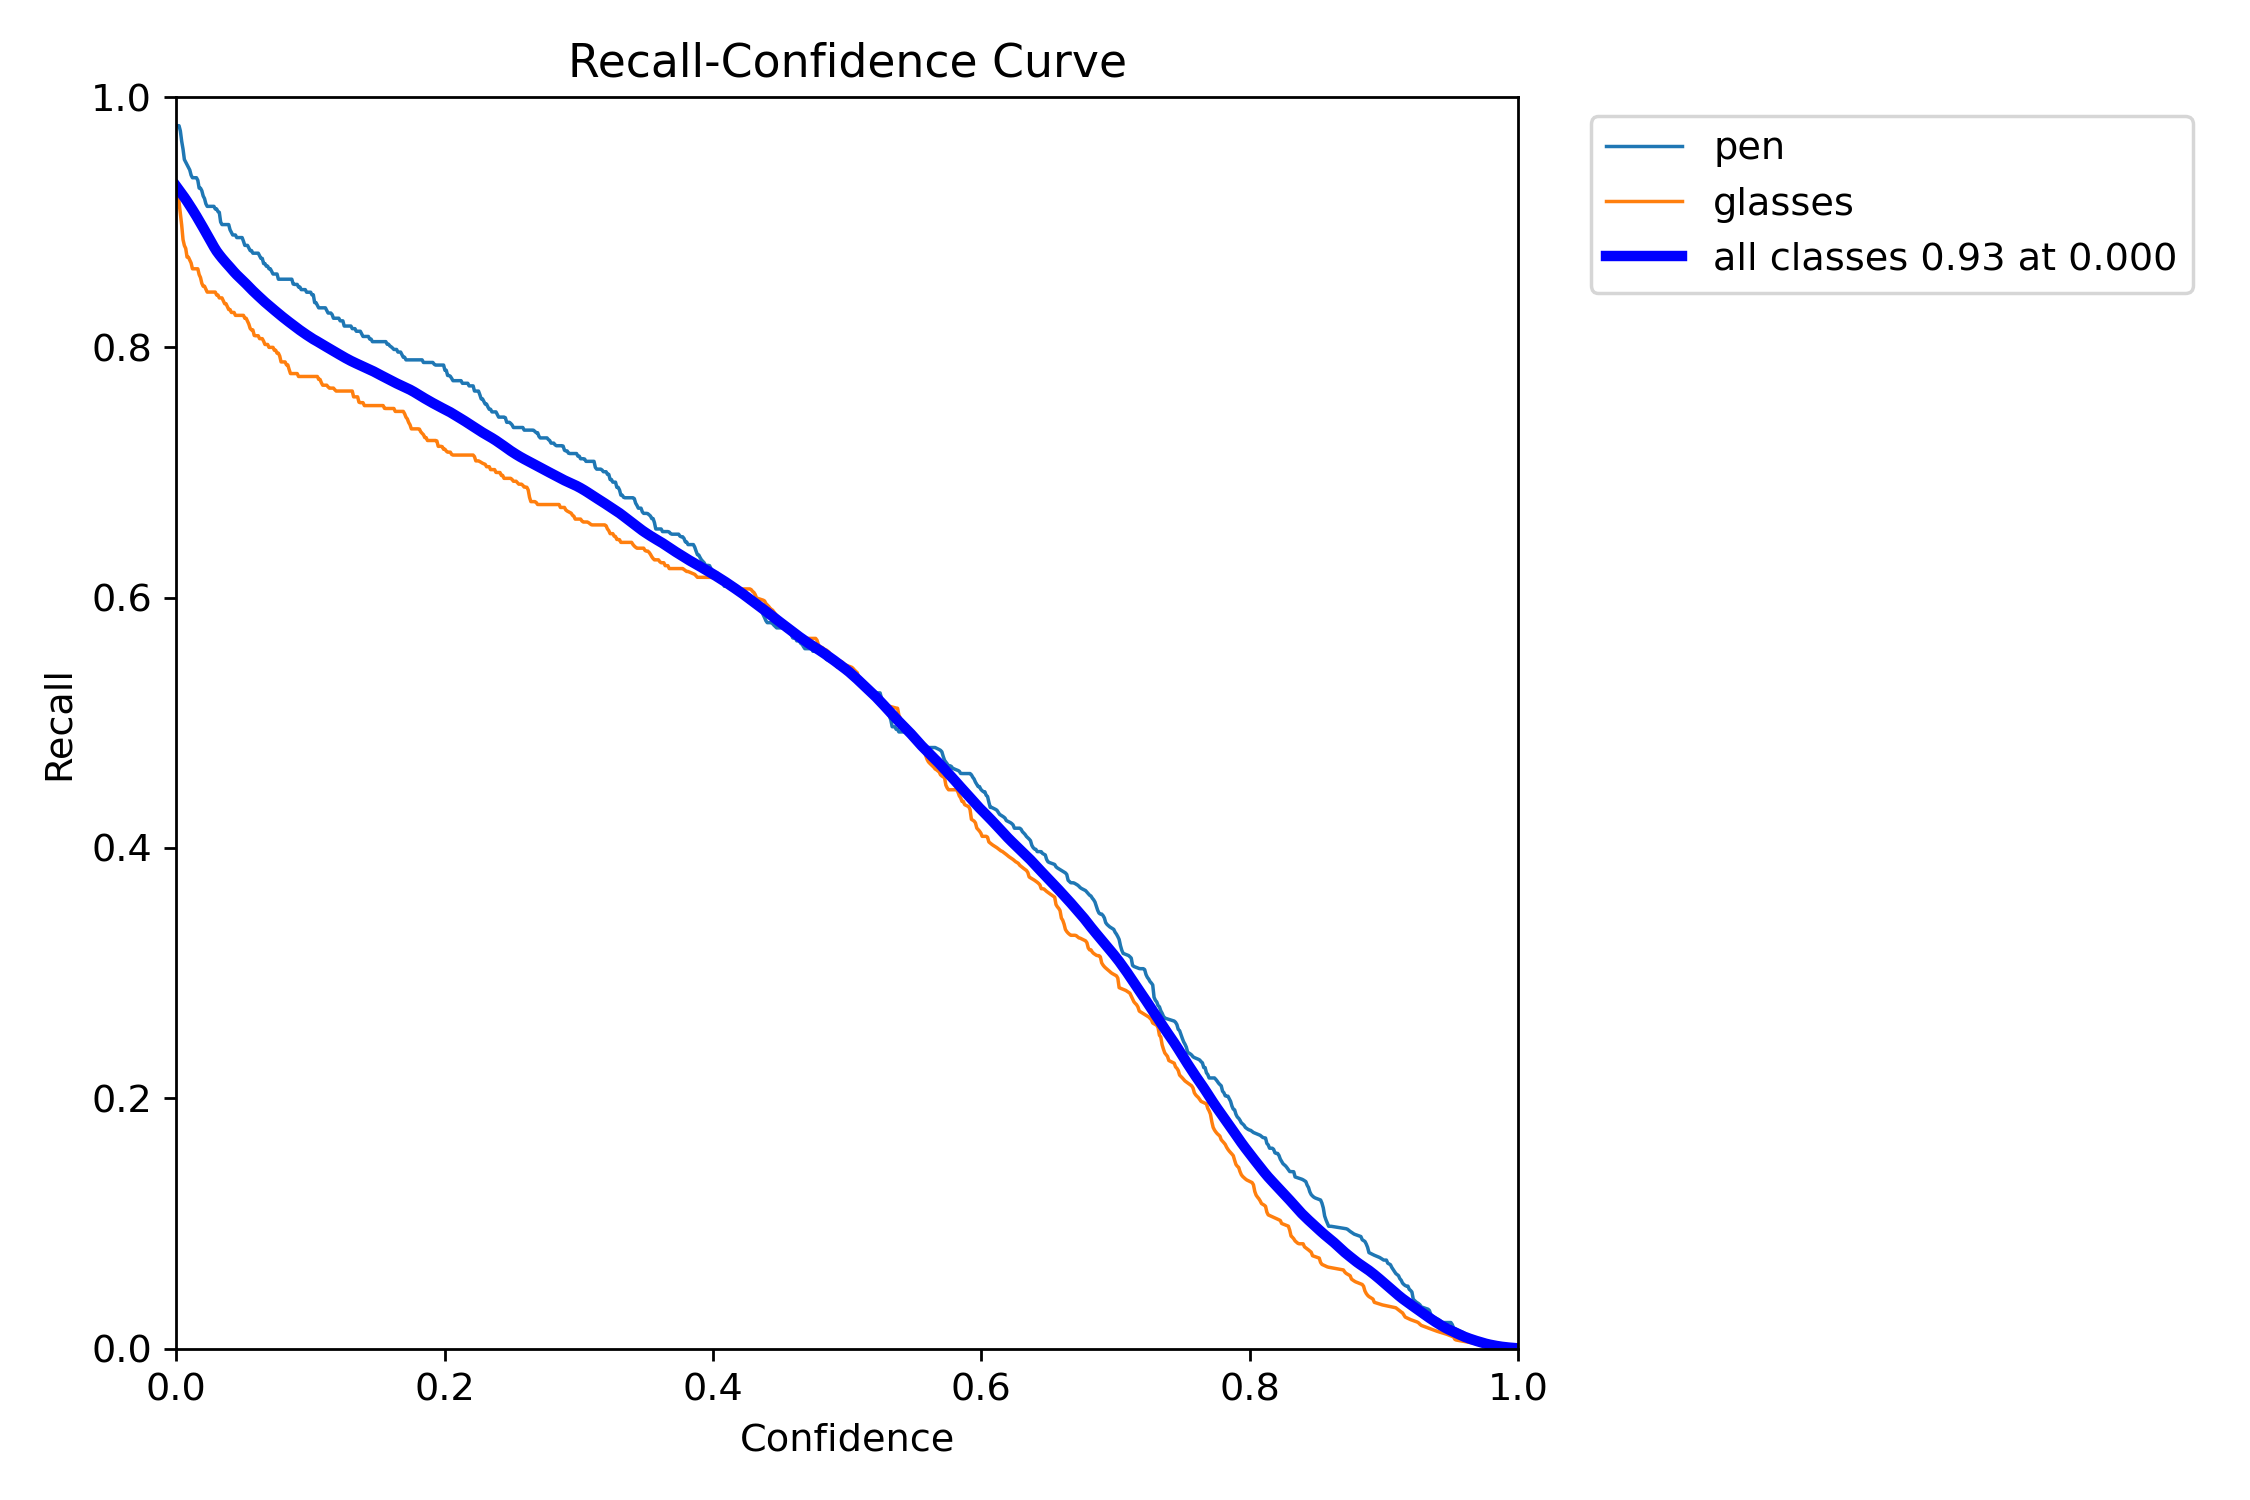 Recall-Confidence Curve
1.0
0.8
0.6
0.4
0.2
0.0
Recall
0.0 0.2 0.4 0.6 0.8 1.0
Confidence
pen
glasses
all classes 0.93 at 0.000